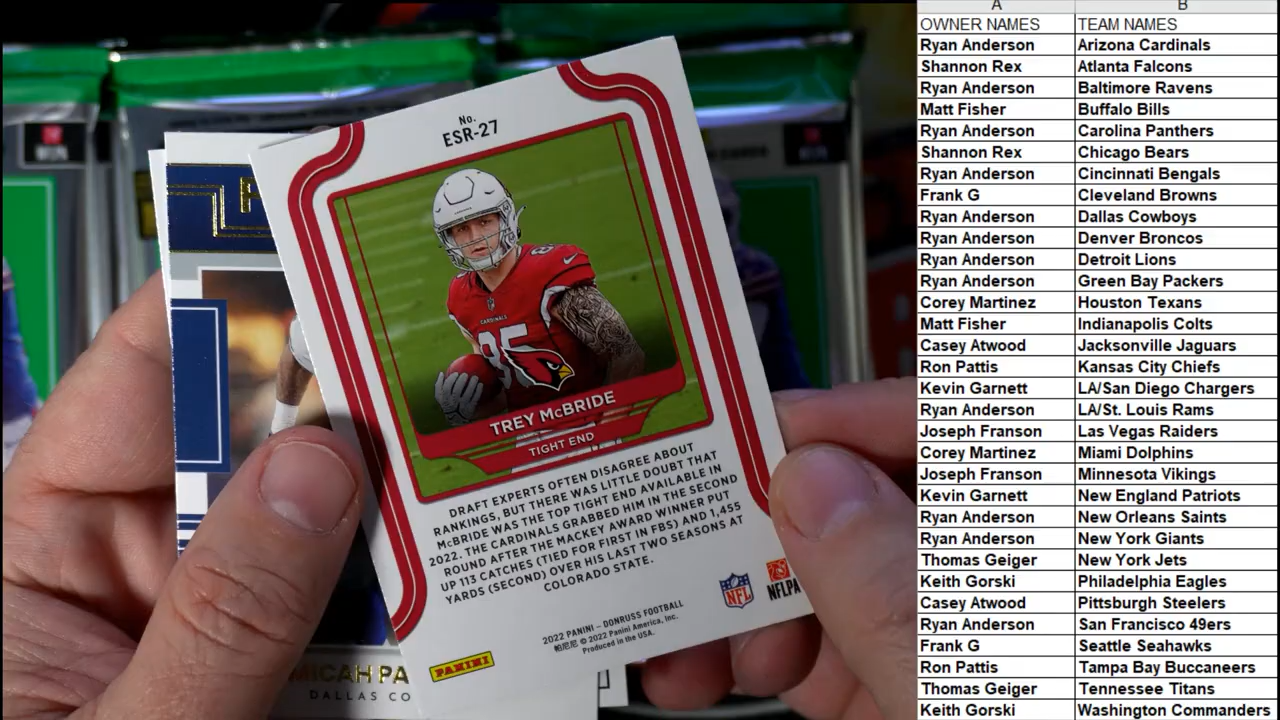 No.
ESR-27
CARDINALS
85
TREY McBRIDE
TIGHT END
DRAFT EXPERTS OFTEN DISAGREE ABOUT
RANKINGS, BUT THERE WAS LITTLE DOUBT THAT
McBRIDE WAS THE TOP TIGHT END AVAILABLE IN
2022. THE CARDINALS GRABBED HIM IN THE SECOND
ROUND AFTER THE MACKEY AWARD WINNER PUT
UP 113 CATCHES (TIED FOR FIRST IN FBS) AND 1,455
YARDS (SECOND) OVER HIS LAST TWO SEASONS AT
COLORADO STATE.
NFL
NFLPA
2022 PANINI – DONRUSS FOOTBALL
帕尼尼 © 2022 Panini America, Inc.
Produced in the USA.
PANINI
MICAH PA
DALLAS CO
A B
OWNER NAMES TEAM NAMES
Ryan Anderson Arizona Cardinals
Shannon Rex Atlanta Falcons
Ryan Anderson Baltimore Ravens
Matt Fisher Buffalo Bills
Ryan Anderson Carolina Panthers
Shannon Rex Chicago Bears
Ryan Anderson Cincinnati Bengals
Frank G Cleveland Browns
Ryan Anderson Dallas Cowboys
Ryan Anderson Denver Broncos
Ryan Anderson Detroit Lions
Ryan Anderson Green Bay Packers
Corey Martinez Houston Texans
Matt Fisher Indianapolis Colts
Casey Atwood Jacksonville Jaguars
Ron Pattis Kansas City Chiefs
Kevin Garnett LA/San Diego Chargers
Ryan Anderson LA/St. Louis Rams
Joseph Franson Las Vegas Raiders
Corey Martinez Miami Dolphins
Joseph Franson Minnesota Vikings
Kevin Garnett New England Patriots
Ryan Anderson New Orleans Saints
Ryan Anderson New York Giants
Thomas Geiger New York Jets
Keith Gorski Philadelphia Eagles
Casey Atwood Pittsburgh Steelers
Ryan Anderson San Francisco 49ers
Frank G Seattle Seahawks
Ron Pattis Tampa Bay Buccaneers
Thomas Geiger Tennessee Titans
Keith Gorski Washington Commanders